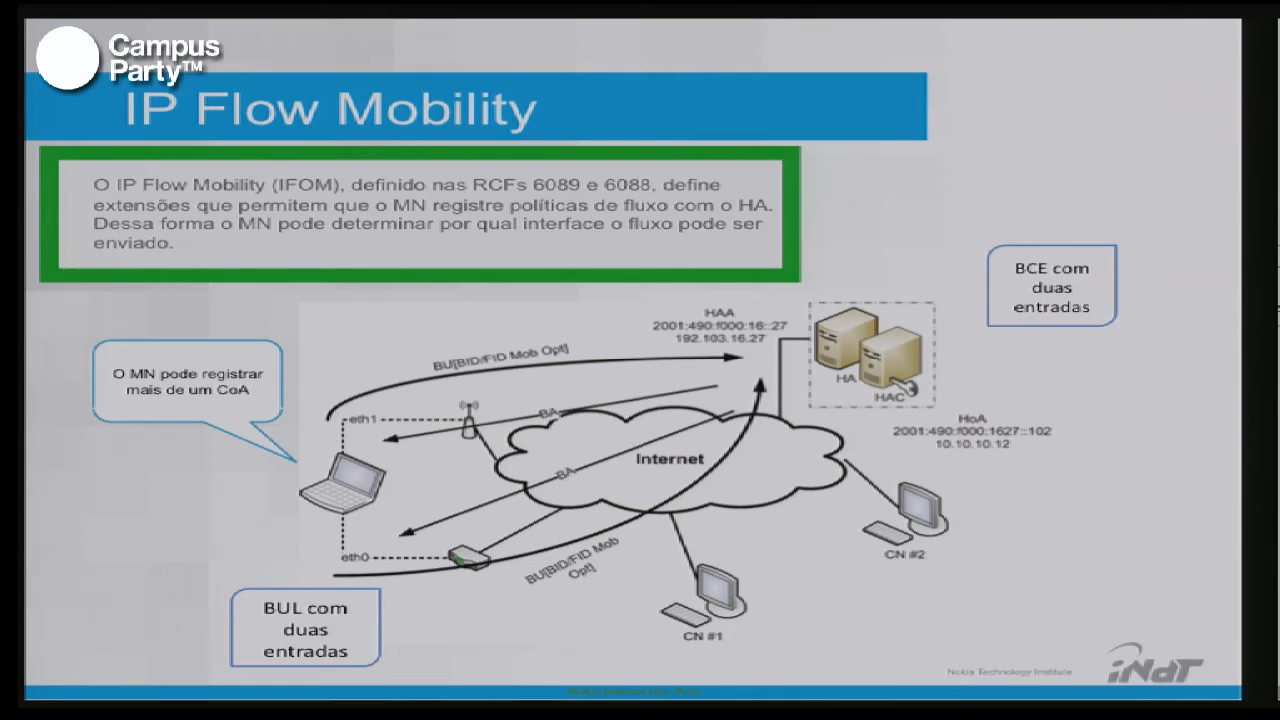 Campus
Party™
IP Flow Mobility
O IP Flow Mobility (IFOM), definido nas RCFs 6089 e 6088, define
extensões que permitem que o MN registre políticas de fluxo com o HA.
Dessa forma o MN pode determinar por qual interface o fluxo pode ser
enviado.
BCE com
duas
entradas
HAA
2001:490:f000:16::27
192.103.16.27
BU[BID/FID Mob Opt]
O MN pode registrar
mais de um CoA
HA
HAC
eth1
BA
HoA
2001:490:f000:1627::102
10.10.10.12
Internet
BA
eth0
BU[BID/FID Mob
Opt]
CN #2
BUL com
duas
entradas
CN #1
Nokia Technology Institute
iNdT